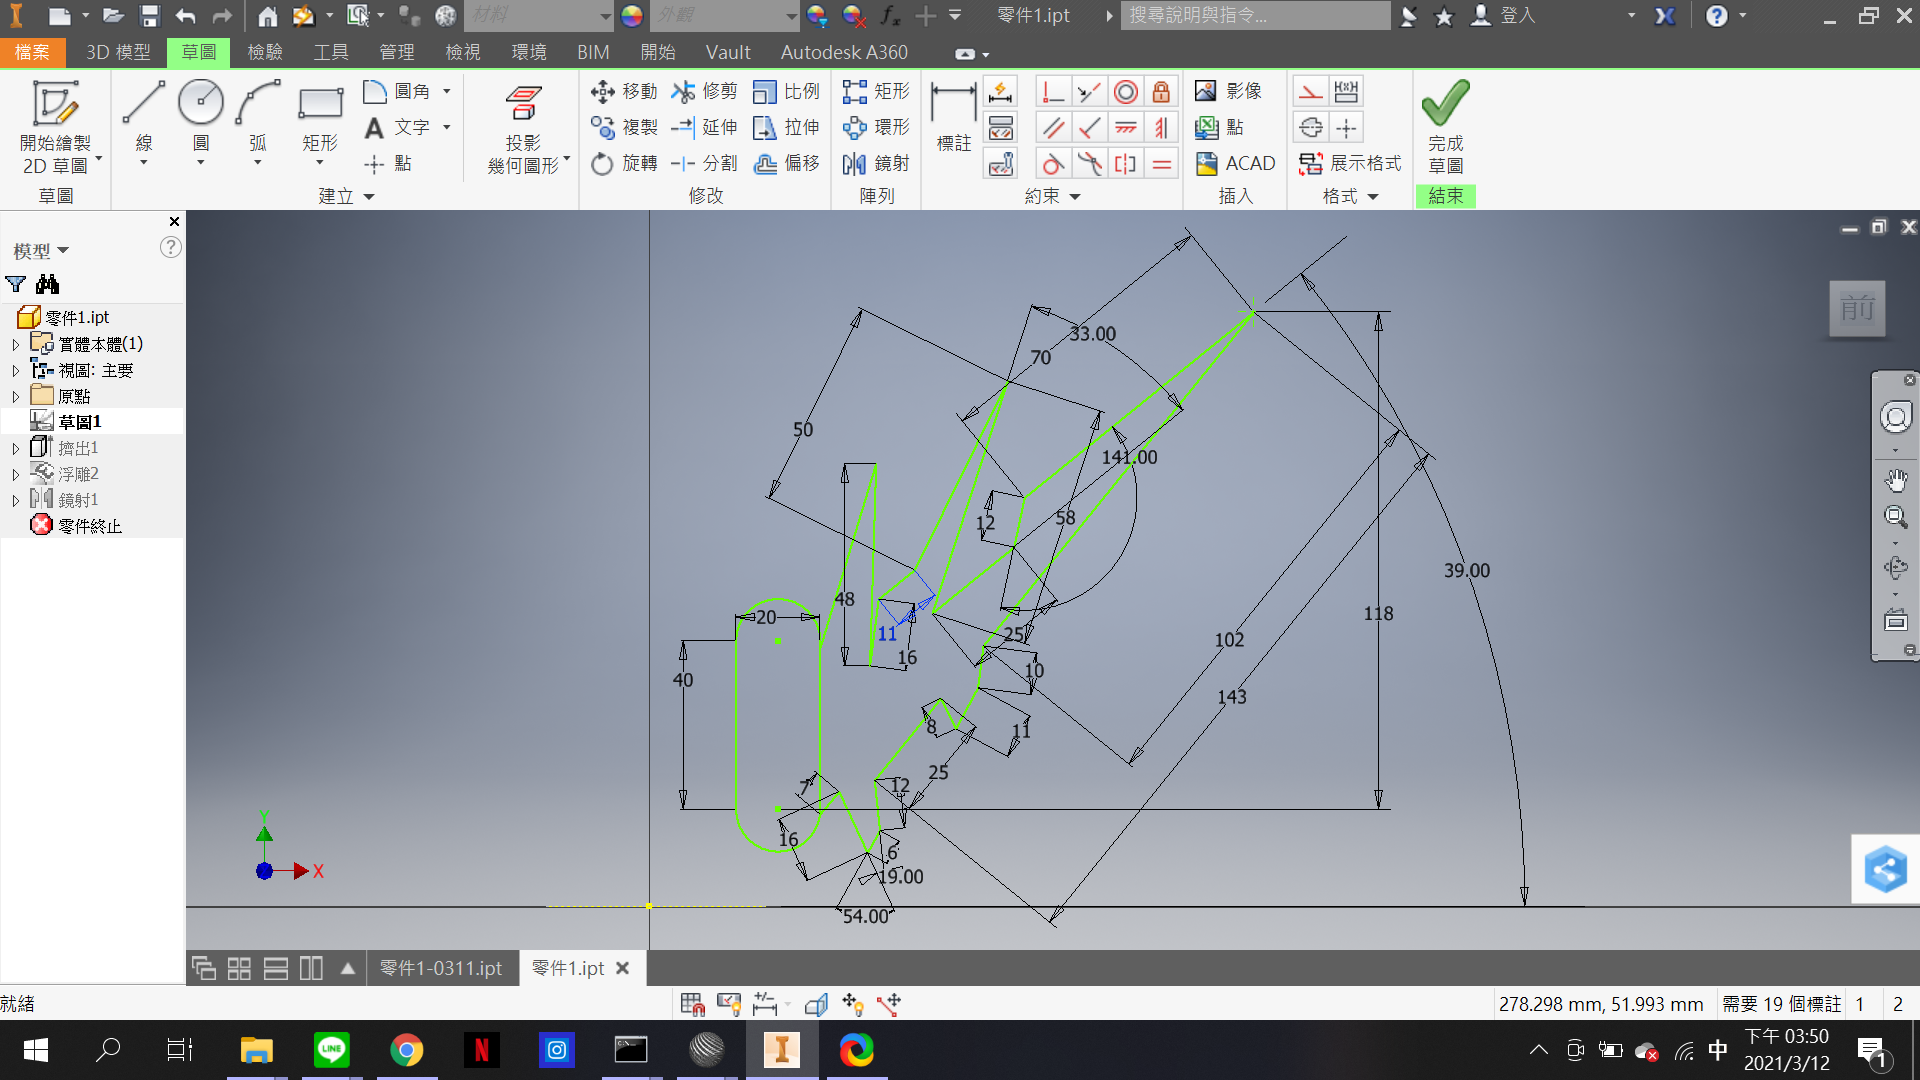 材料
外觀
fx
零件1.ipt
搜尋說明與指令...
登入
檔案
3D 模型
草圖
檢驗
工具
管理
檢視
環境
BIM
開始
Vault
Autodesk A360
開始繪製
2D 草圖
線
圓
弧
矩形
圓角
文字
點
投影
幾何圖形
移動
修剪
比例
複製
延伸
拉伸
旋轉
分割
偏移
矩形
環形
鏡射
標註
影像
點
ACAD
展示格式
完成
草圖
草圖
建立
修改
陣列
約束
插入
格式
結束
模型
零件1.ipt
實體本體(1)
視圖: 主要
原點
草圖1
擠出1
浮雕2
鏡射1
零件終止
前
33.00
70
50
141.00
12
58
48
39.00
20
11
16
25
118
102
10
40
143
8
11
25
7
12
16
6
19.00
54.00
Y
X
零件1-0311.ipt
零件1.ipt
就緒
278.298 mm, 51.993 mm
需要 19 個標註
1
2
LINE
中
下午 03:50
2021/3/12
1